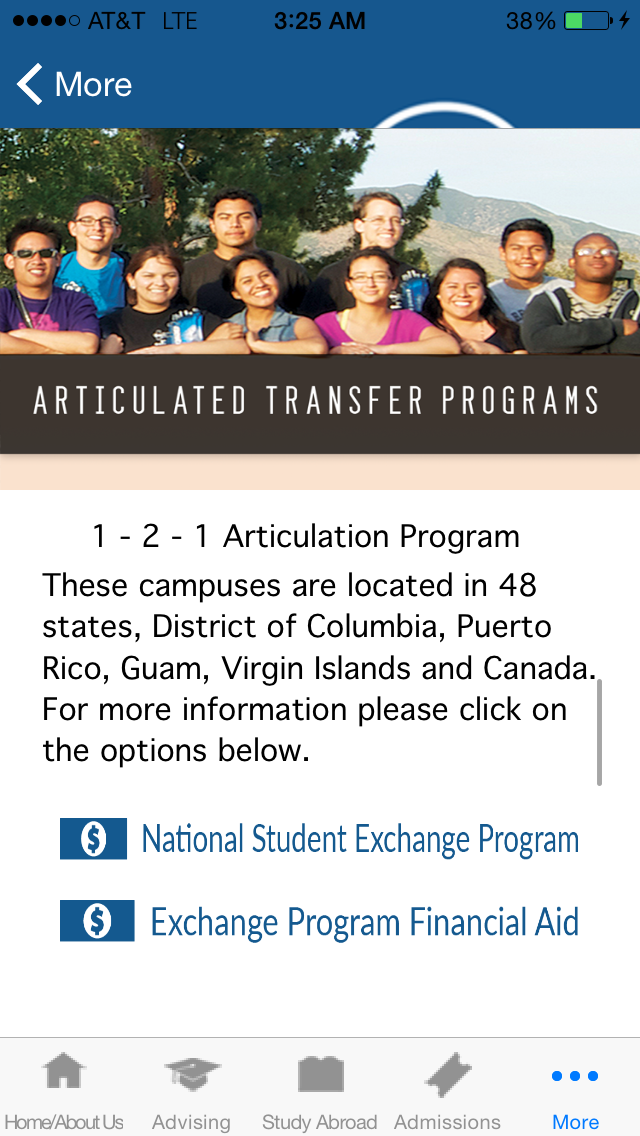 AT&T LTE 3:25 AM 38%
More
ARTICULATED TRANSFER PROGRAMS
1 - 2 - 1 Articulation Program
These campuses are located in 48
states, District of Columbia, Puerto
Rico, Guam, Virgin Islands and Canada.
For more information please click on
the options below.
$ National Student Exchange Program
$ Exchange Program Financial Aid
Home/About Us Advising Study Abroad Admissions More